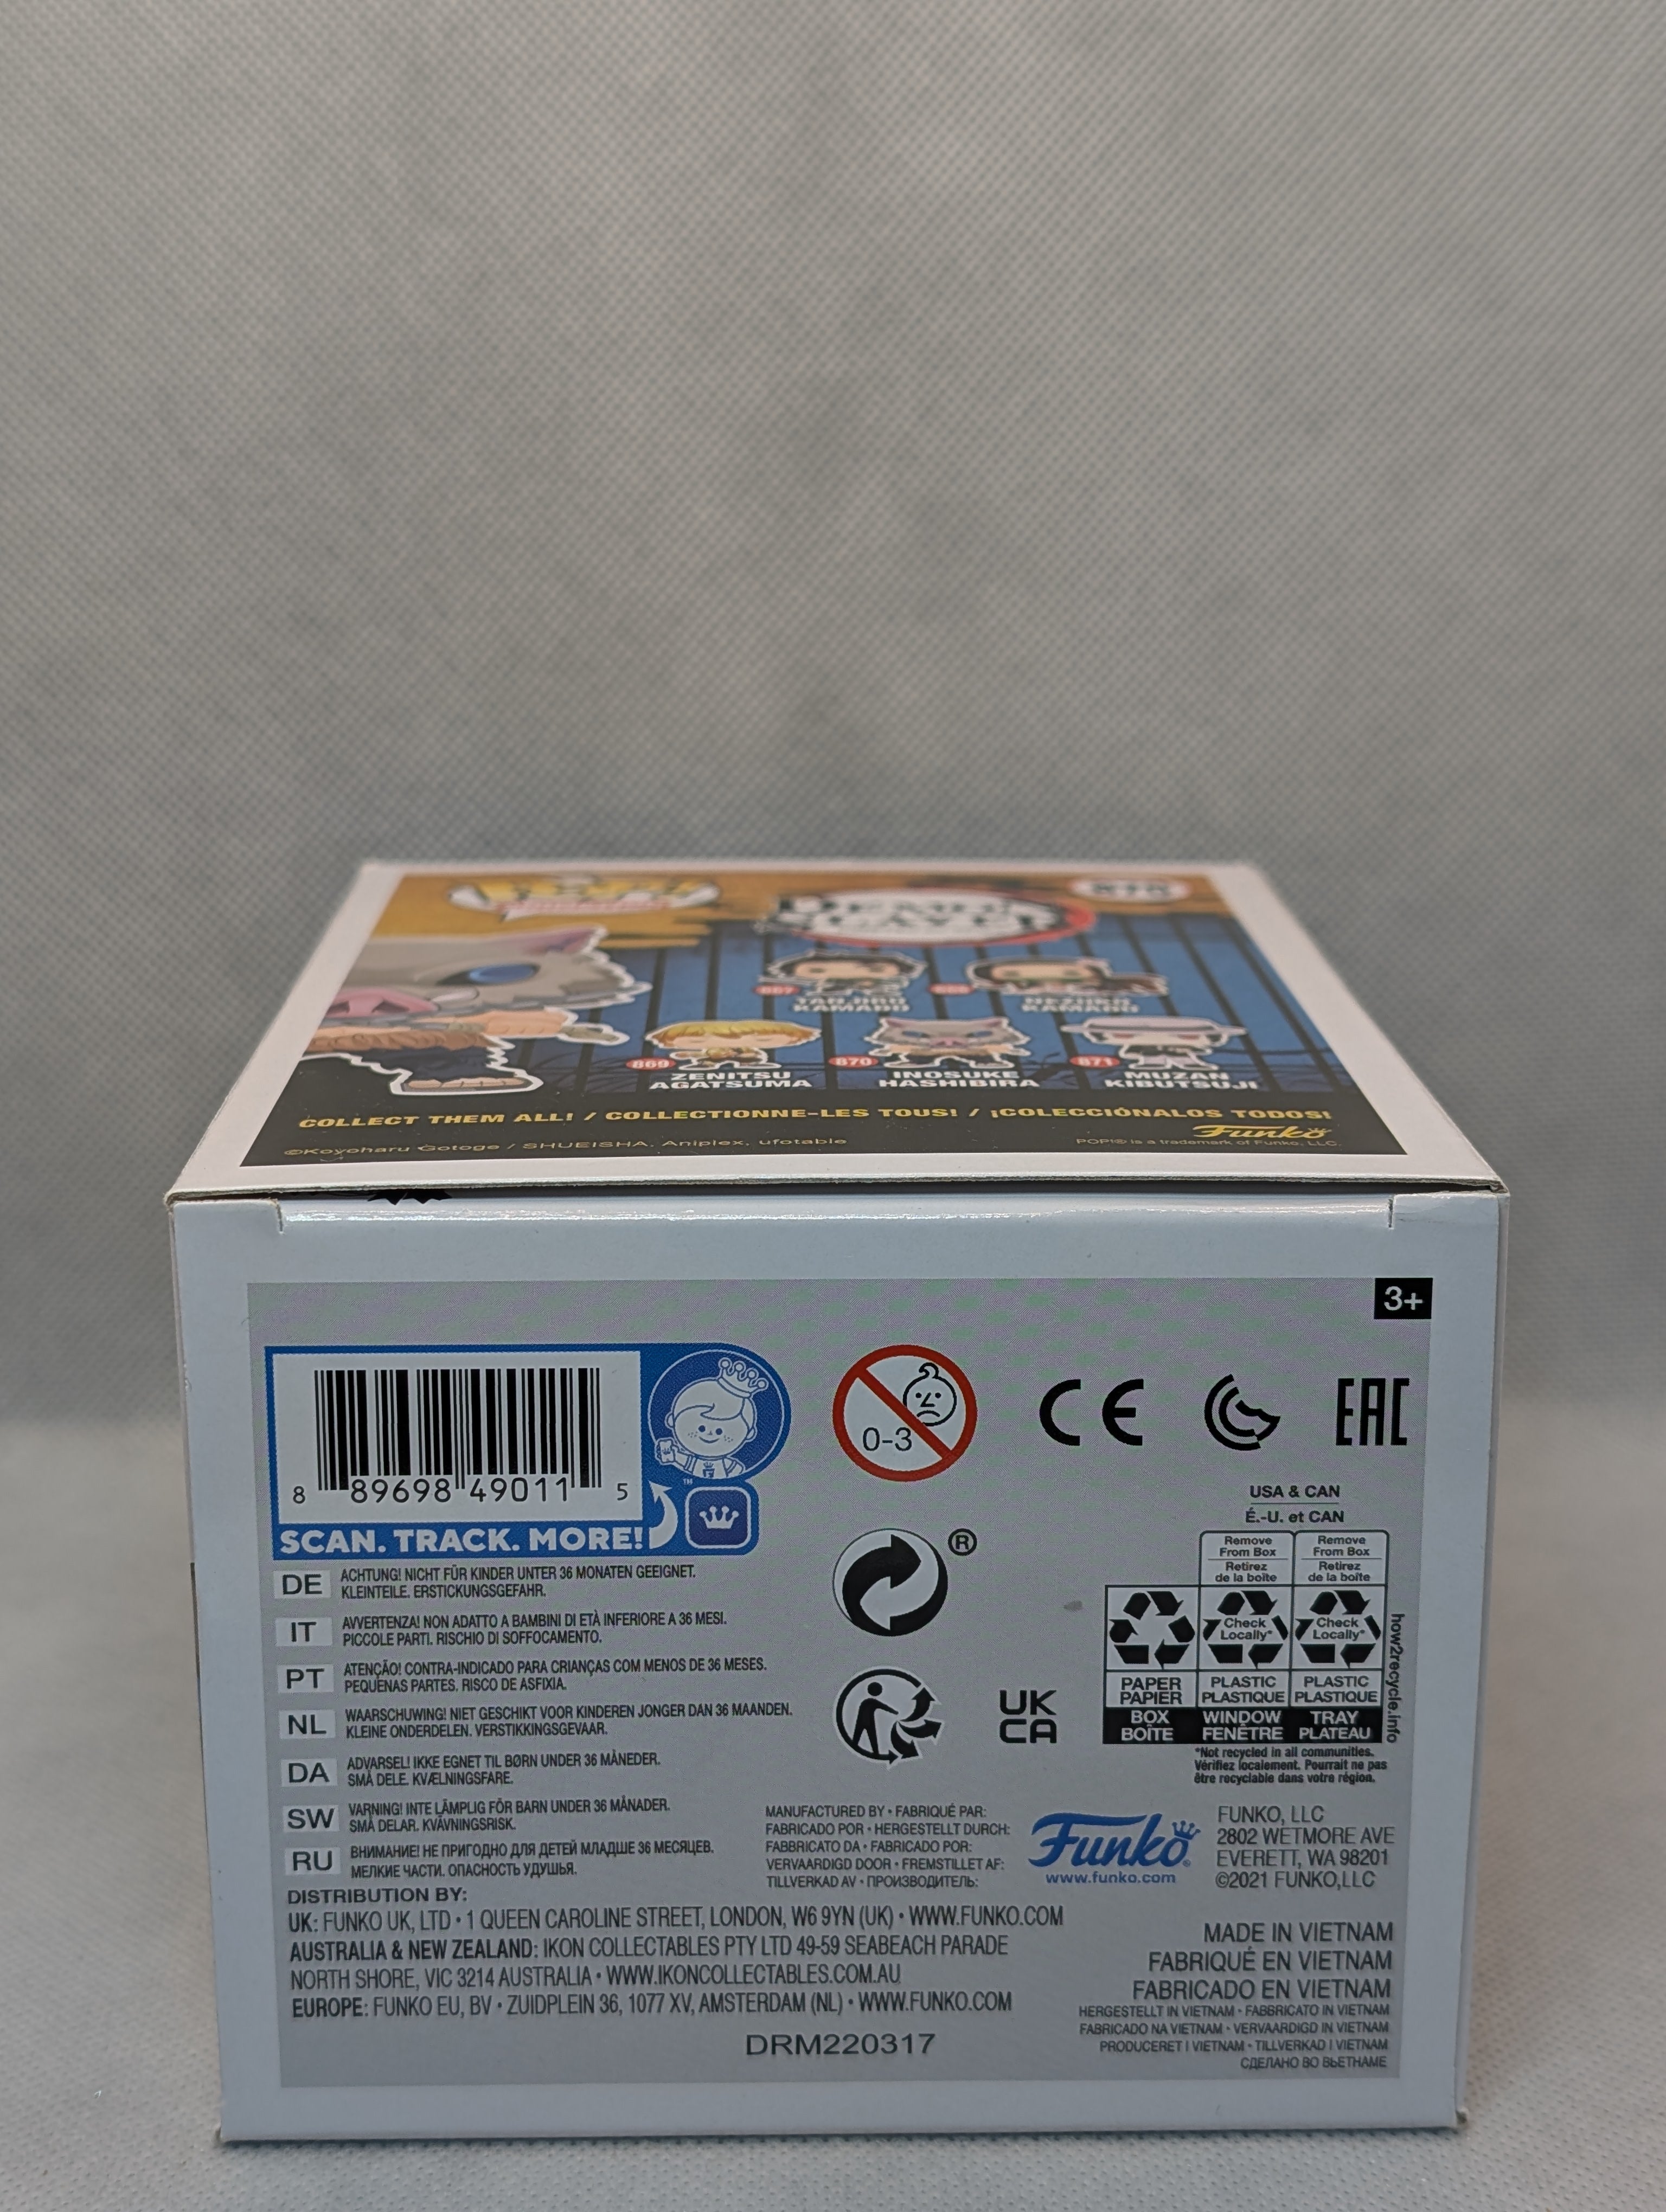 DEMON
SLAYER
867
TANJIRO
KAMADO
868
NEZUKO
KAMADO
869
ZENITSU
AGATSUMA
870
INOSUKE
HASHIBIRA
871
MUZAN
KIBUTSUJI
COLLECT THEM ALL! / COLLECTIONNE-LES TOUS! / ¡COLECCIÓNALOS TODOS!
Funko
©Koyoharu Gotoge / SHUEISHA, Aniplex, ufotable
POP!® is a trademark of Funko, LLC.
3+
8 89698 49011 5
TM
SCAN. TRACK. MORE!
0-3
CE
EAC
USA & CAN
É.-U. et CAN
Remove
From Box
Retirez
de la boîte
Remove
From Box
Retirez
de la boîte
Check
Locally*
Check
Locally*
PAPER
PAPIER
PLASTIC
PLASTIQUE
PLASTIC
PLASTIQUE
BOX
BOÎTE
WINDOW
FENÊTRE
TRAY
PLATEAU
how2recycle.info
*Not recycled in all communities.
Vérifiez localement. Pourrait ne pas
être recyclable dans votre région.
®
UK
CA
DE ACHTUNG! NICHT FÜR KINDER UNTER 36 MONATEN GEEIGNET.
KLEINTEILE. ERSTICKUNGSGEFAHR.
IT AVVERTENZA! NON ADATTO A BAMBINI DI ETÀ INFERIORE A 36 MESI.
PICCOLE PARTI. RISCHIO DI SOFFOCAMENTO.
PT ATENÇÃO! CONTRA-INDICADO PARA CRIANÇAS COM MENOS DE 36 MESES.
PEQUENAS PARTES. RISCO DE ASFIXIA.
NL WAARSCHUWING! NIET GESCHIKT VOOR KINDEREN JONGER DAN 36 MAANDEN.
KLEINE ONDERDELEN. VERSTIKKINGSGEVAAR.
DA ADVARSEL! IKKE EGNET TIL BØRN UNDER 36 MÅNEDER.
SMÅ DELE. KVÆLNINGSFARE.
SW VARNING! INTE LÄMPLIG FÖR BARN UNDER 36 MÅNADER.
SMÅ DELAR. KVÄVNINGSRISK.
RU ВНИМАНИЕ! НЕ ПРИГОДНО ДЛЯ ДЕТЕЙ МЛАДШЕ 36 МЕСЯЦЕВ.
МЕЛКИЕ ЧАСТИ. ОПАСНОСТЬ УДУШЬЯ.
MANUFACTURED BY • FABRIQUÉ PAR:
FABRICADO POR • HERGESTELLT DURCH:
FABBRICATO DA • FABRICADO POR:
VERVAARDIGD DOOR • FREMSTILLET AF:
TILLVERKAD AV • ПРОИЗВОДИТЕЛЬ:
Funko®
www.funko.com
FUNKO, LLC
2802 WETMORE AVE
EVERETT, WA 98201
©2021 FUNKO,LLC
DISTRIBUTION BY:
UK: FUNKO UK, LTD • 1 QUEEN CAROLINE STREET, LONDON, W6 9YN (UK) • WWW.FUNKO.COM
AUSTRALIA & NEW ZEALAND: IKON COLLECTABLES PTY LTD 49-59 SEABEACH PARADE
NORTH SHORE, VIC 3214 AUSTRALIA • WWW.IKONCOLLECTABLES.COM.AU
EUROPE: FUNKO EU, BV • ZUIDPLEIN 36, 1077 XV, AMSTERDAM (NL) • WWW.FUNKO.COM
DRM220317
MADE IN VIETNAM
FABRIQUÉ EN VIETNAM
FABRICADO EN VIETNAM
HERGESTELLT IN VIETNAM • FABBRICATO IN VIETNAM
FABRICADO NA VIETNAM • VERVAARDIGD IN VIETNAM
PRODUCERET I VIETNAM • TILLVERKAD I VIETNAM
СДЕЛАНО ВО ВЬЕТНАМЕ